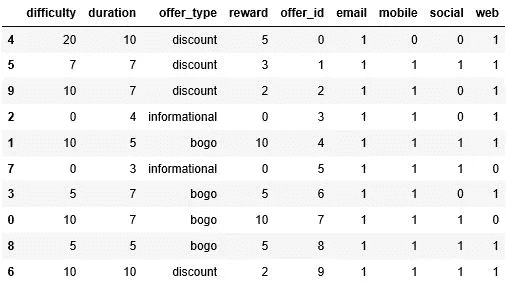 difficulty duration offer_type reward offer_id email mobile social web
4 20 10 discount 5 0 1 0 0 1
5 7 7 discount 3 1 1 1 1 1
9 10 7 discount 2 2 1 1 0 1
2 0 4 informational 0 3 1 1 0 1
1 10 5 bogo 10 4 1 1 1 1
7 0 3 informational 0 5 1 1 1 0
3 5 7 bogo 5 6 1 1 0 1
0 10 7 bogo 10 7 1 1 1 0
8 5 5 bogo 5 8 1 1 1 1
6 10 10 discount 2 9 1 1 1 1